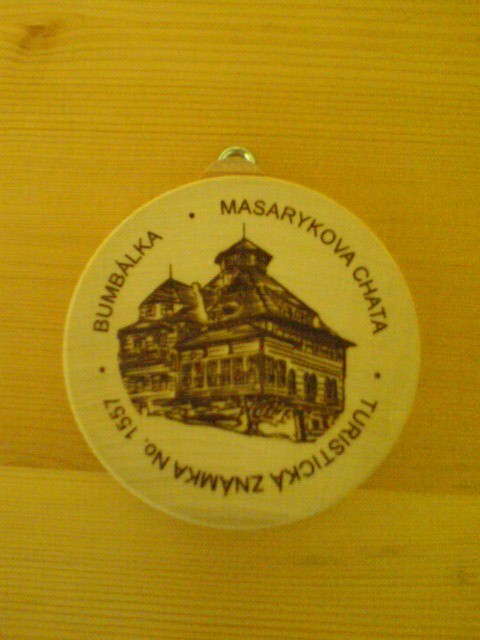 BUMBÁLKA • MASARYKOVA CHATA •
TURISTICKÁ ZNÁMKA No. 1557 •